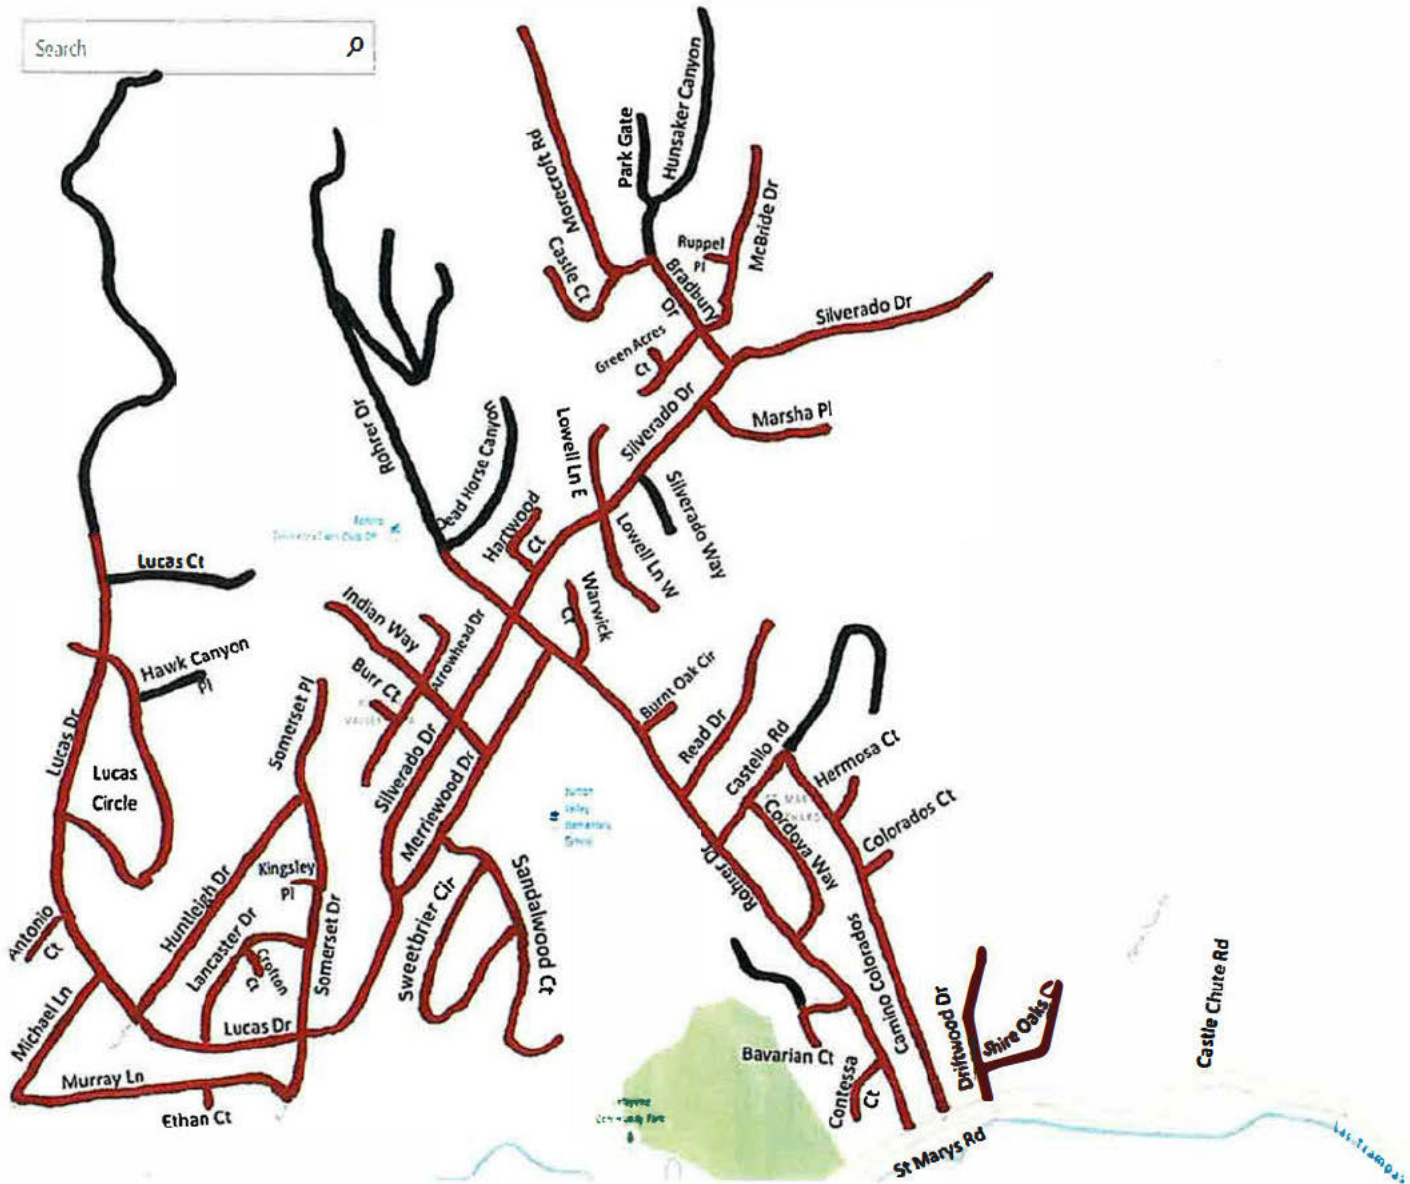 Search
Hunsaker Canyon
Park Gate
Morecroft Rd
McBride Dr
Ruppel
Pl
Castle Ct
Bradbury
Dr
Silverado Dr
Green Acres
Ct
Rohrer Dr
Dead Horse Canyon
Lowell Ln E
Silverado Dr
Marsha Pl
Silverado Way
Hartwood
Ct
Lowell Ln W
Lucas Ct
Warwick
Ct
Indian Way
Arrowhead Dr
Hawk Canyon
Pl
Burr Ct
Somerset Pl
Burnt Oak Cir
Read Dr
Lucas Dr
Silverado Dr
Castello Rd
Hermosa Ct
Lucas
Circle
Merriewood Dr
Cordova Way
Colorados Ct
Huntleigh Dr
Kingsley
Pl
Sweetbrier Cir
Sandalwood Ct
Rohrer Dr
Antonio
Ct
Lancaster Dr
Crofton
Ct
Somerset Dr
Camino Colorados
Castle Chute Rd
Michael Ln
Lucas Dr
Driftwood Dr
Shire Oaks
Bavarian Ct
Contessa
Ct
Murray Ln
Ethan Ct
St Marys Rd